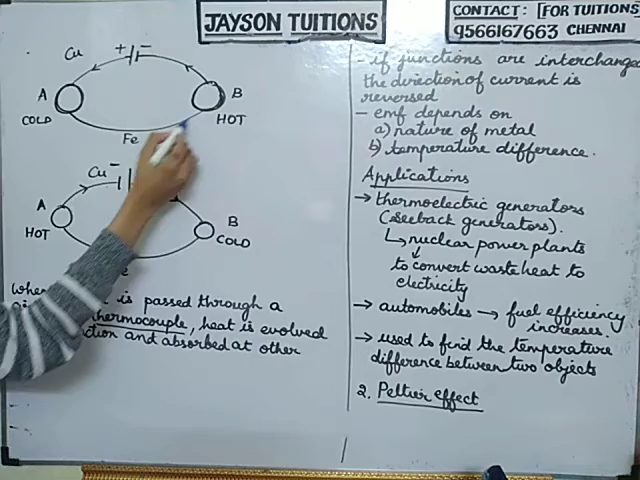 JAYSON TUITIONS
CONTACT: [FOR TUITIONS
9566167663 CHENNAI
Cu + -
A B
COLD HOT
Fe
Cu -
A B
HOT COLD
is passed through a
thermocouple, heat is evolved
and absorbed at other
- if junctions are interchanged
the direction of current is
reversed
- emf depends on
a) nature of metal
b) temperature difference.
Applications
→ thermoelectric generators
(seeback generators).
↳ nuclear power plants
↓
to convert waste heat to
electricity
→ automobiles → fuel efficiency
increases.
→ used to find the temperature
difference between two objects
2. Peltier effect